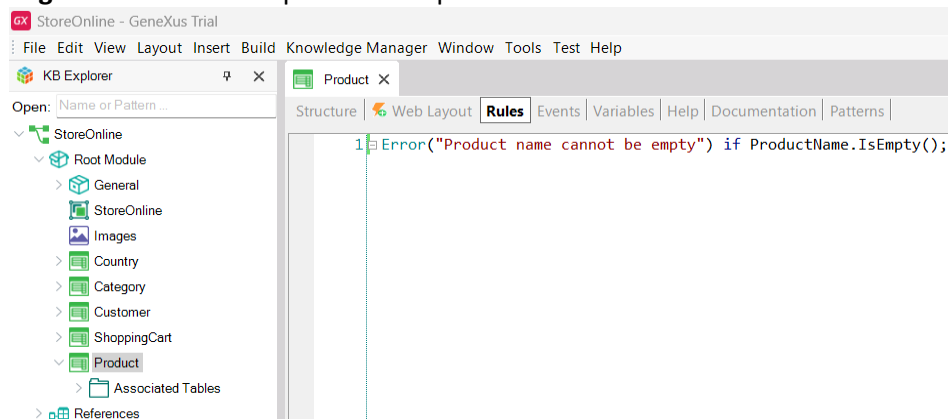 GX StoreOnline - GeneXus Trial
File Edit View Layout Insert Build Knowledge Manager Window Tools Test Help
KB Explorer
Product
Open: Name or Pattern ...
Structure Web Layout Rules Events Variables Help Documentation Patterns
StoreOnline
1 Error("Product name cannot be empty") if ProductName.IsEmpty();
Root Module
General
StoreOnline
Images
Country
Category
Customer
ShoppingCart
Product
Associated Tables
References